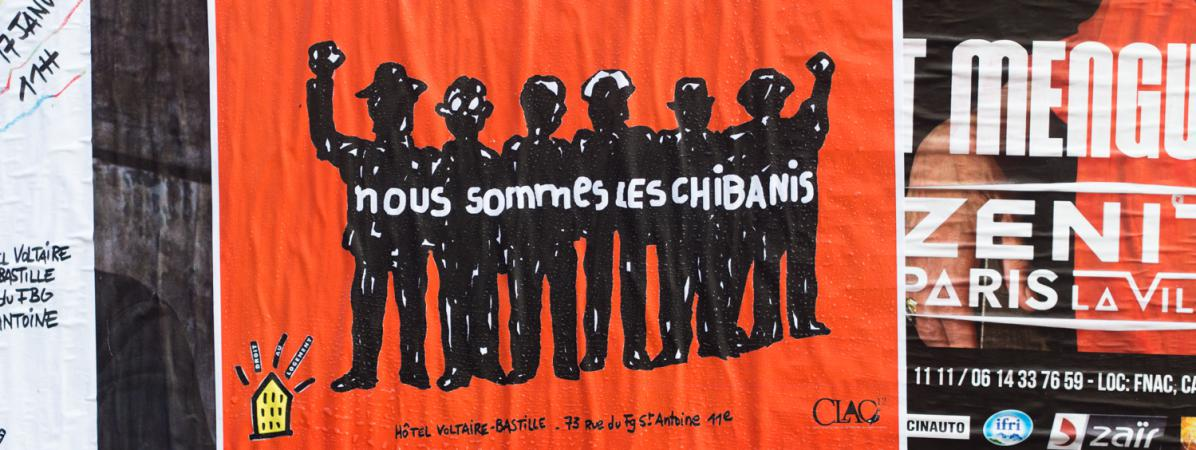 17 JANV
11H
EL VOLTAIRE
BASTILLE
du FBG
ANTOINE
nous sommes LES CHiBANiS
DROIT
AU
LOGEMENT
HÔTEL VOLTAIRE-BASTILLE . 73 Rue du Fg St Antoine 11e
CLAC
T MENGU
ZENIT
PARIS LA VIL
11 11 / 06 14 33 76 59 - LOC: FNAC, CA
CINAUTO
ifri
zaïr